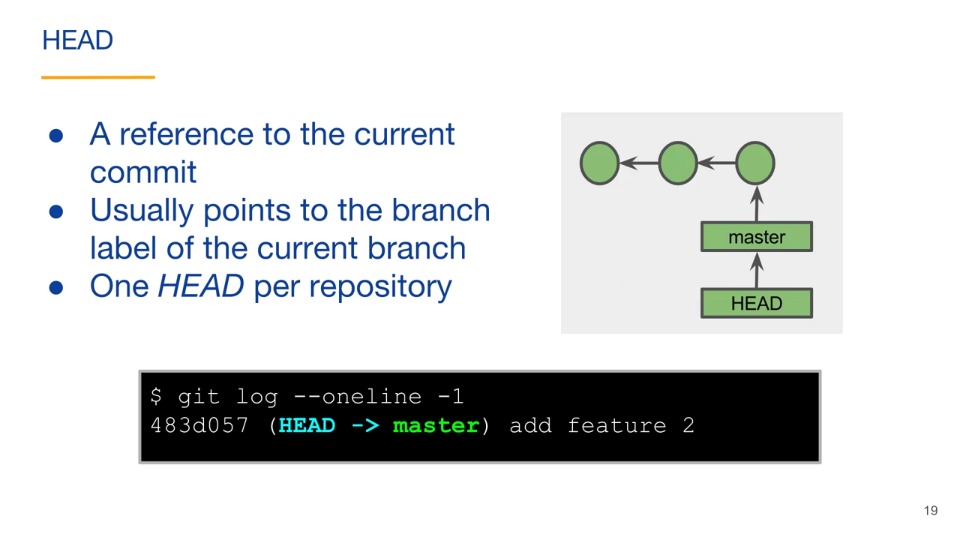 HEAD
● A reference to the current
commit
● Usually points to the branch
label of the current branch
● One HEAD per repository
master
HEAD
$ git log --oneline -1
483d057 (HEAD -> master) add feature 2
19